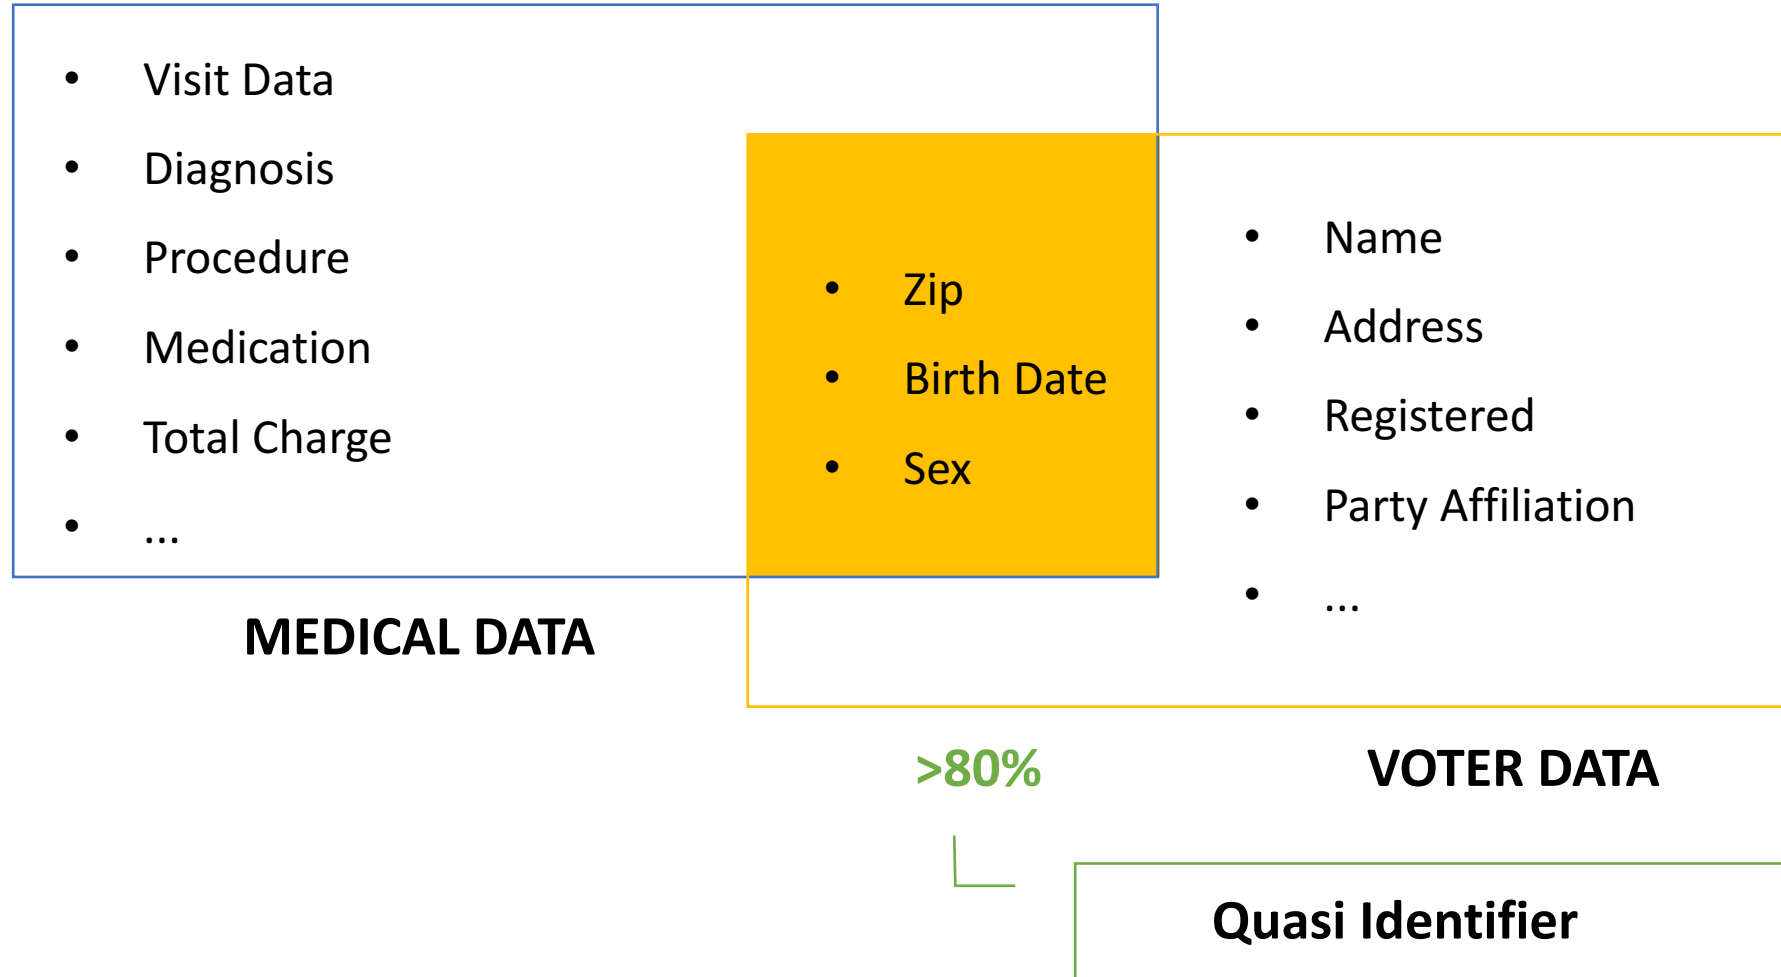 • Visit Data
• Diagnosis
• Procedure
• Medication
• Total Charge
• ...
MEDICAL DATA
• Zip
• Birth Date
• Sex
• Name
• Address
• Registered
• Party Affiliation
• ...
>80%
VOTER DATA
Quasi Identifier